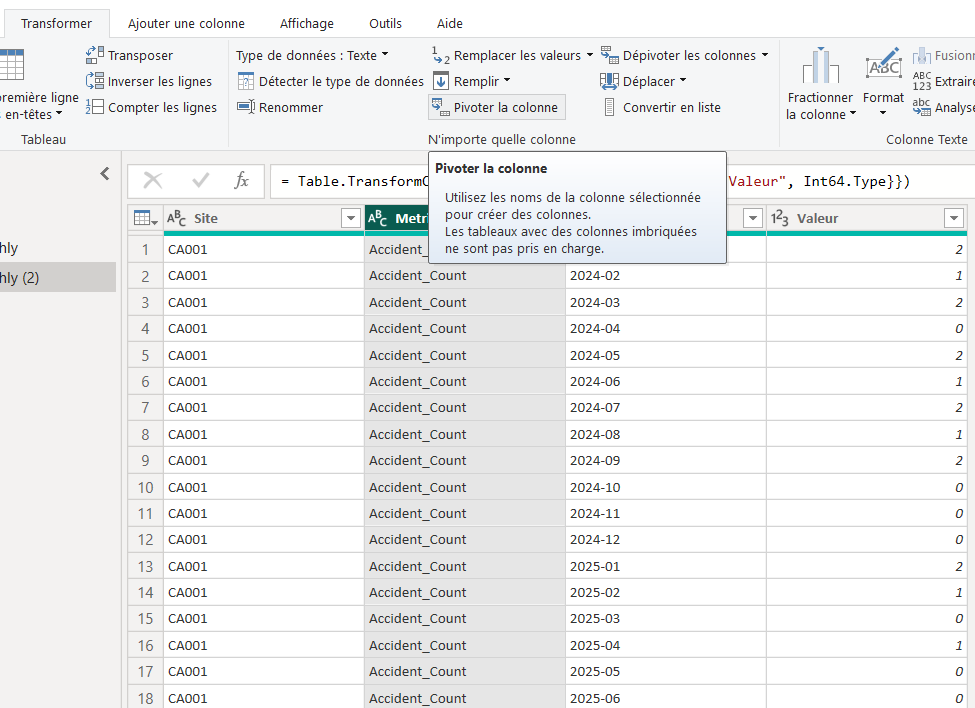 Transformer Ajouter une colonne Affichage Outils Aide
Transposer Type de données : Texte Remplacer les valeurs Dépivoter les colonnes
Inverser les lignes Détecter le type de données Remplir Déplacer
Compter les lignes Renommer Pivoter la colonne Convertir en liste
première ligne
en-têtes
Fractionner
la colonne
Format
Fusionn
Extraire
Analyse
Tableau N'importe quelle colonne Colonne Texte
Pivoter la colonne
Utilisez les noms de la colonne sélectionnée
pour créer des colonnes.
Les tableaux avec des colonnes imbriquées
ne sont pas pris en charge.
fx = Table.TransformC Valeur", Int64.Type}})
hly
hly (2)
ABC Site ABC Metri 123 Valeur
1 CA001 Accident_ 2
2 CA001 Accident_Count 2024-02 1
3 CA001 Accident_Count 2024-03 2
4 CA001 Accident_Count 2024-04 0
5 CA001 Accident_Count 2024-05 2
6 CA001 Accident_Count 2024-06 1
7 CA001 Accident_Count 2024-07 2
8 CA001 Accident_Count 2024-08 1
9 CA001 Accident_Count 2024-09 2
10 CA001 Accident_Count 2024-10 0
11 CA001 Accident_Count 2024-11 0
12 CA001 Accident_Count 2024-12 0
13 CA001 Accident_Count 2025-01 2
14 CA001 Accident_Count 2025-02 1
15 CA001 Accident_Count 2025-03 0
16 CA001 Accident_Count 2025-04 1
17 CA001 Accident_Count 2025-05 0
18 CA001 Accident_Count 2025-06 0